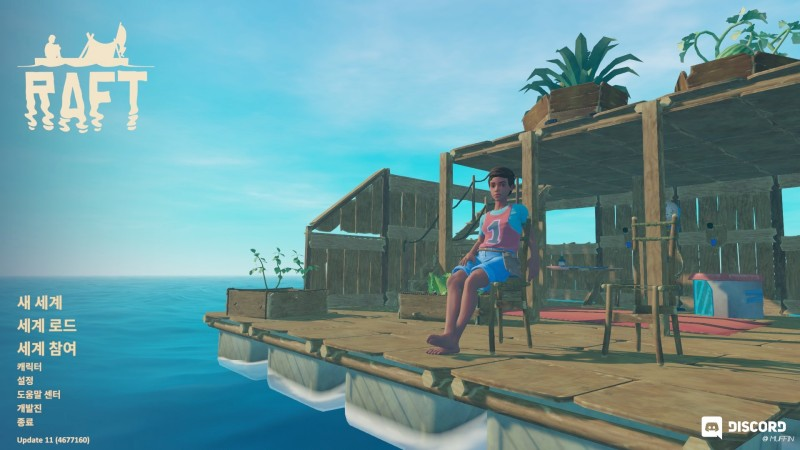 RAFT
새 세계
세계 로드
세계 참여
캐릭터
설정
도움말 센터
개발진
종료
Update 11 (4677160)
1
DISCORD
@ MUFFIN